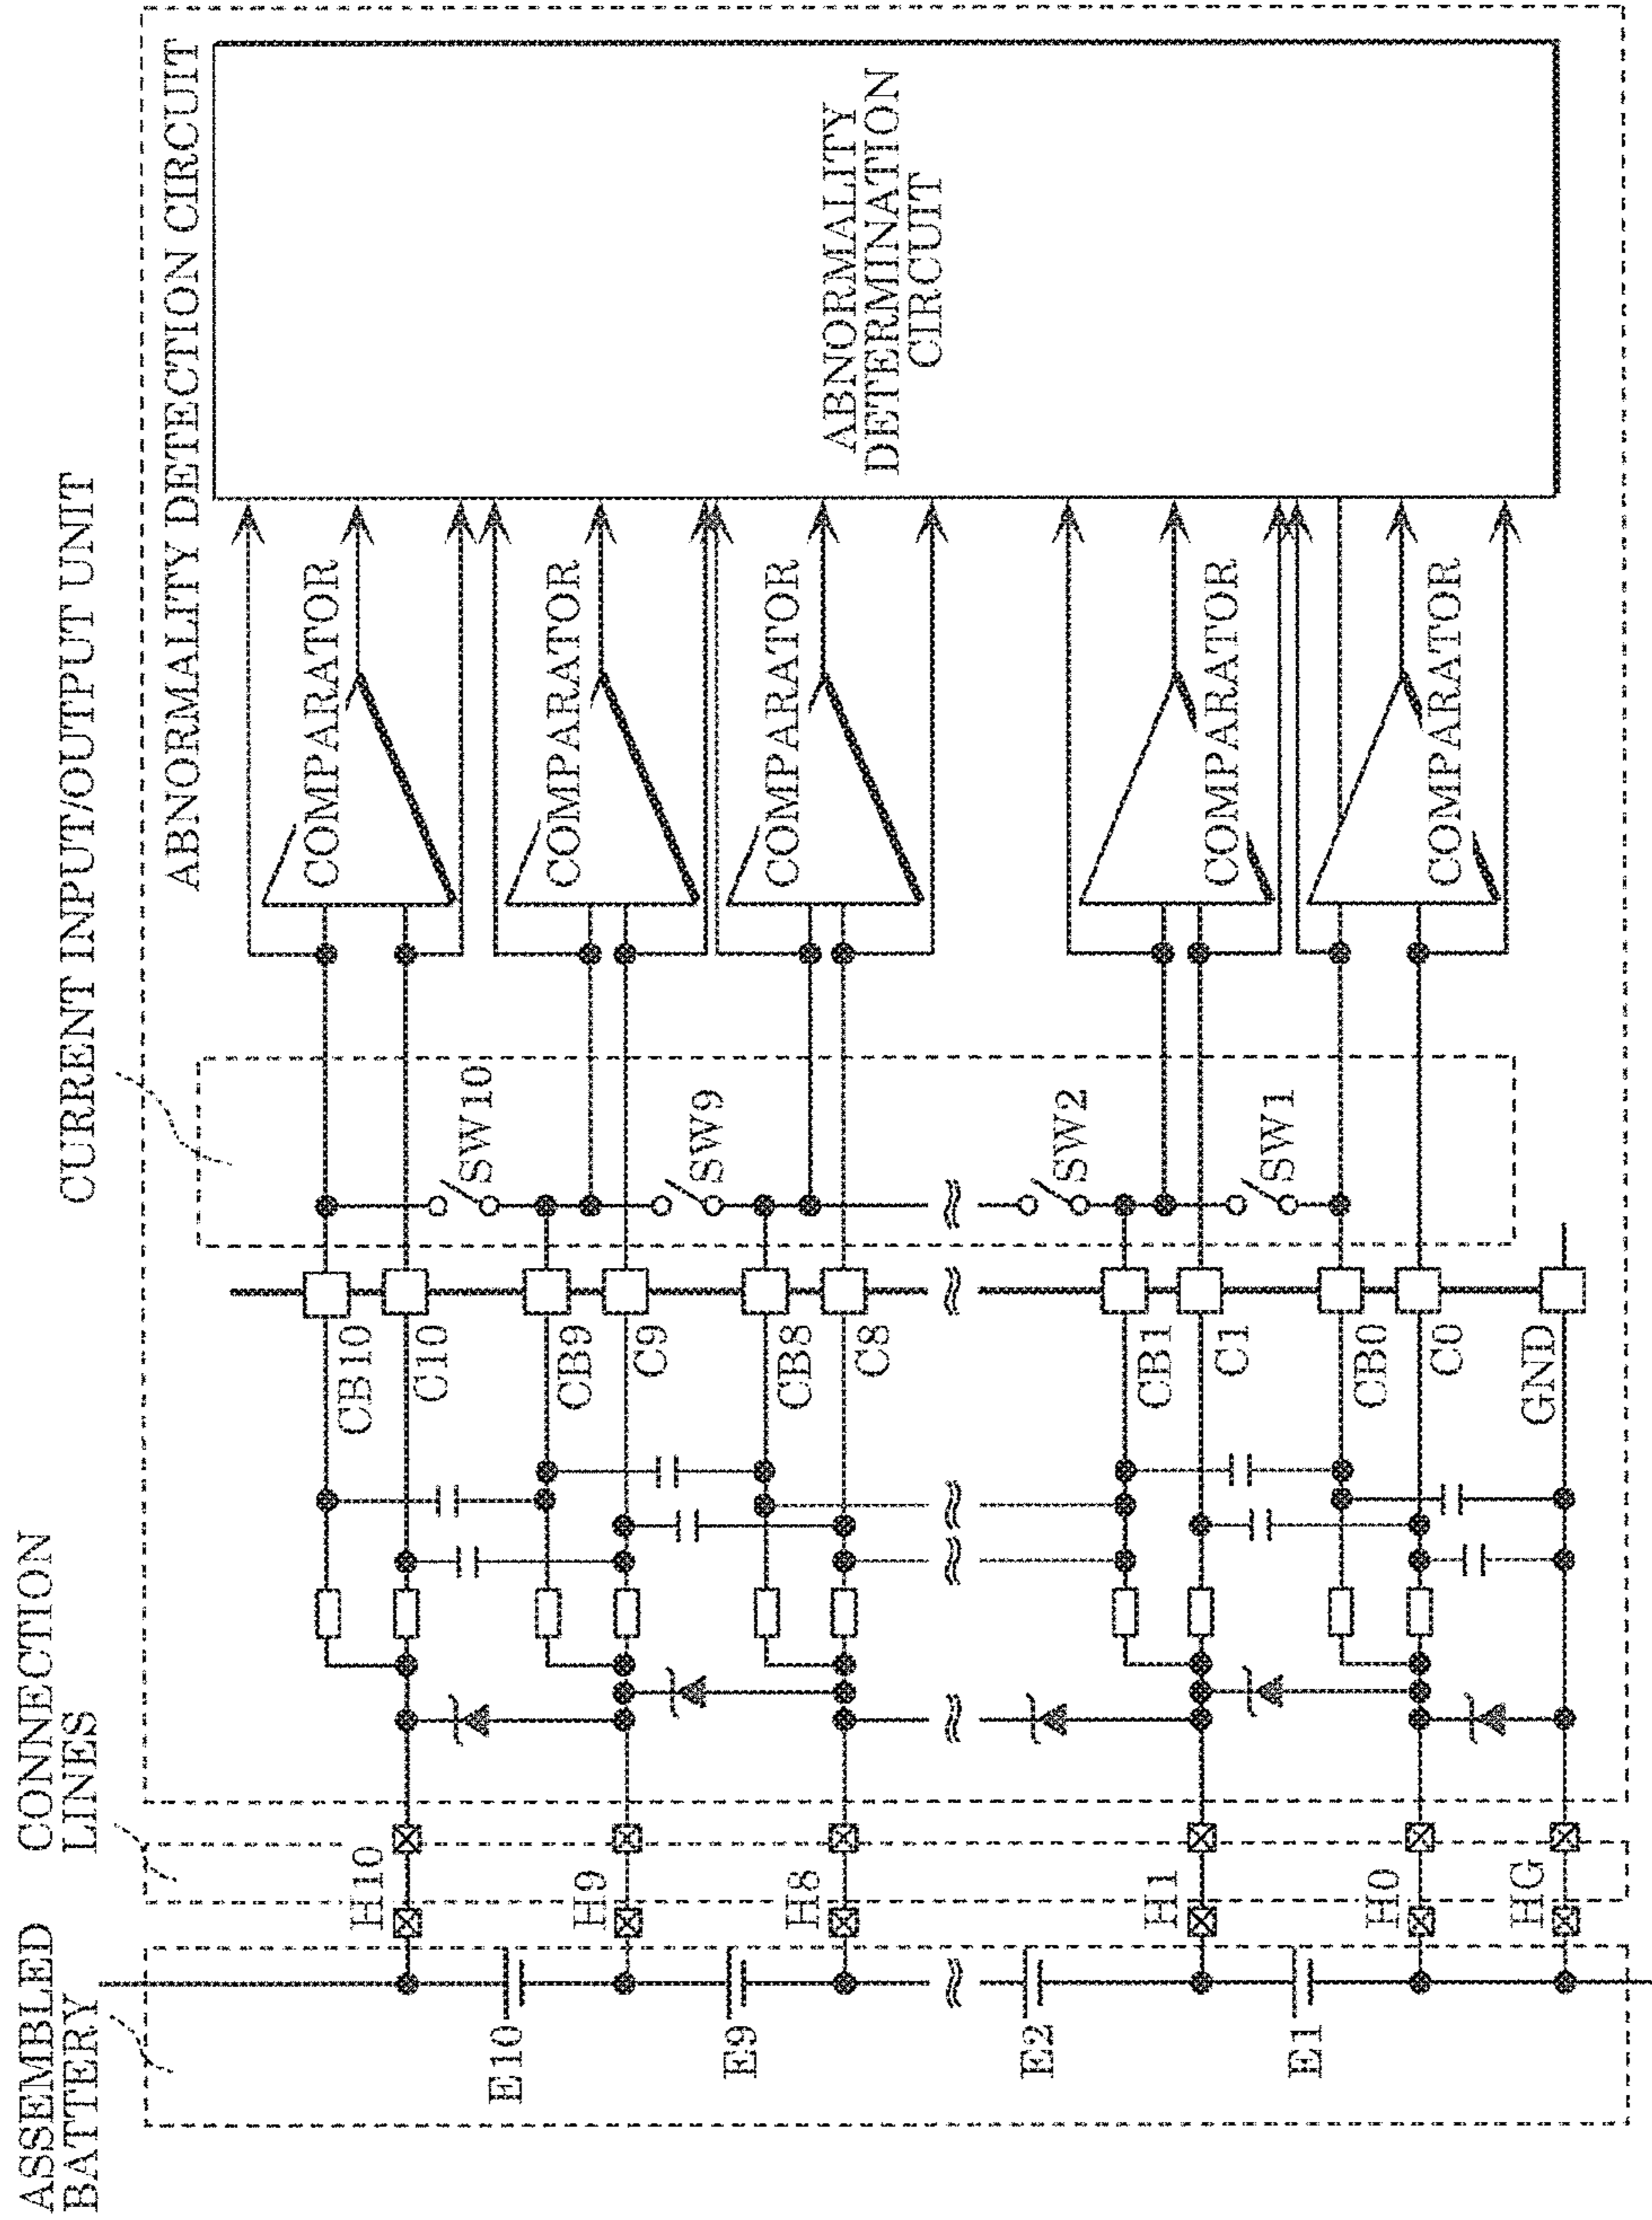 ASSEMBLED
BATTERY
CONNECTION
LINES
CURRENT INPUT/OUTPUT UNIT
ABNORMALITY DETECTION CIRCUIT
E10
E9
E2
E1
H10
H9
H8
H1
H0
HG
CB10
C10
CB9
C9
CB8
C8
CB1
C1
CB0
C0
GND
SW10
SW9
SW2
SW1
COMPARATOR
COMPARATOR
COMPARATOR
COMPARATOR
COMPARATOR
ABNORMALITY
DETERMINATION
CIRCUIT